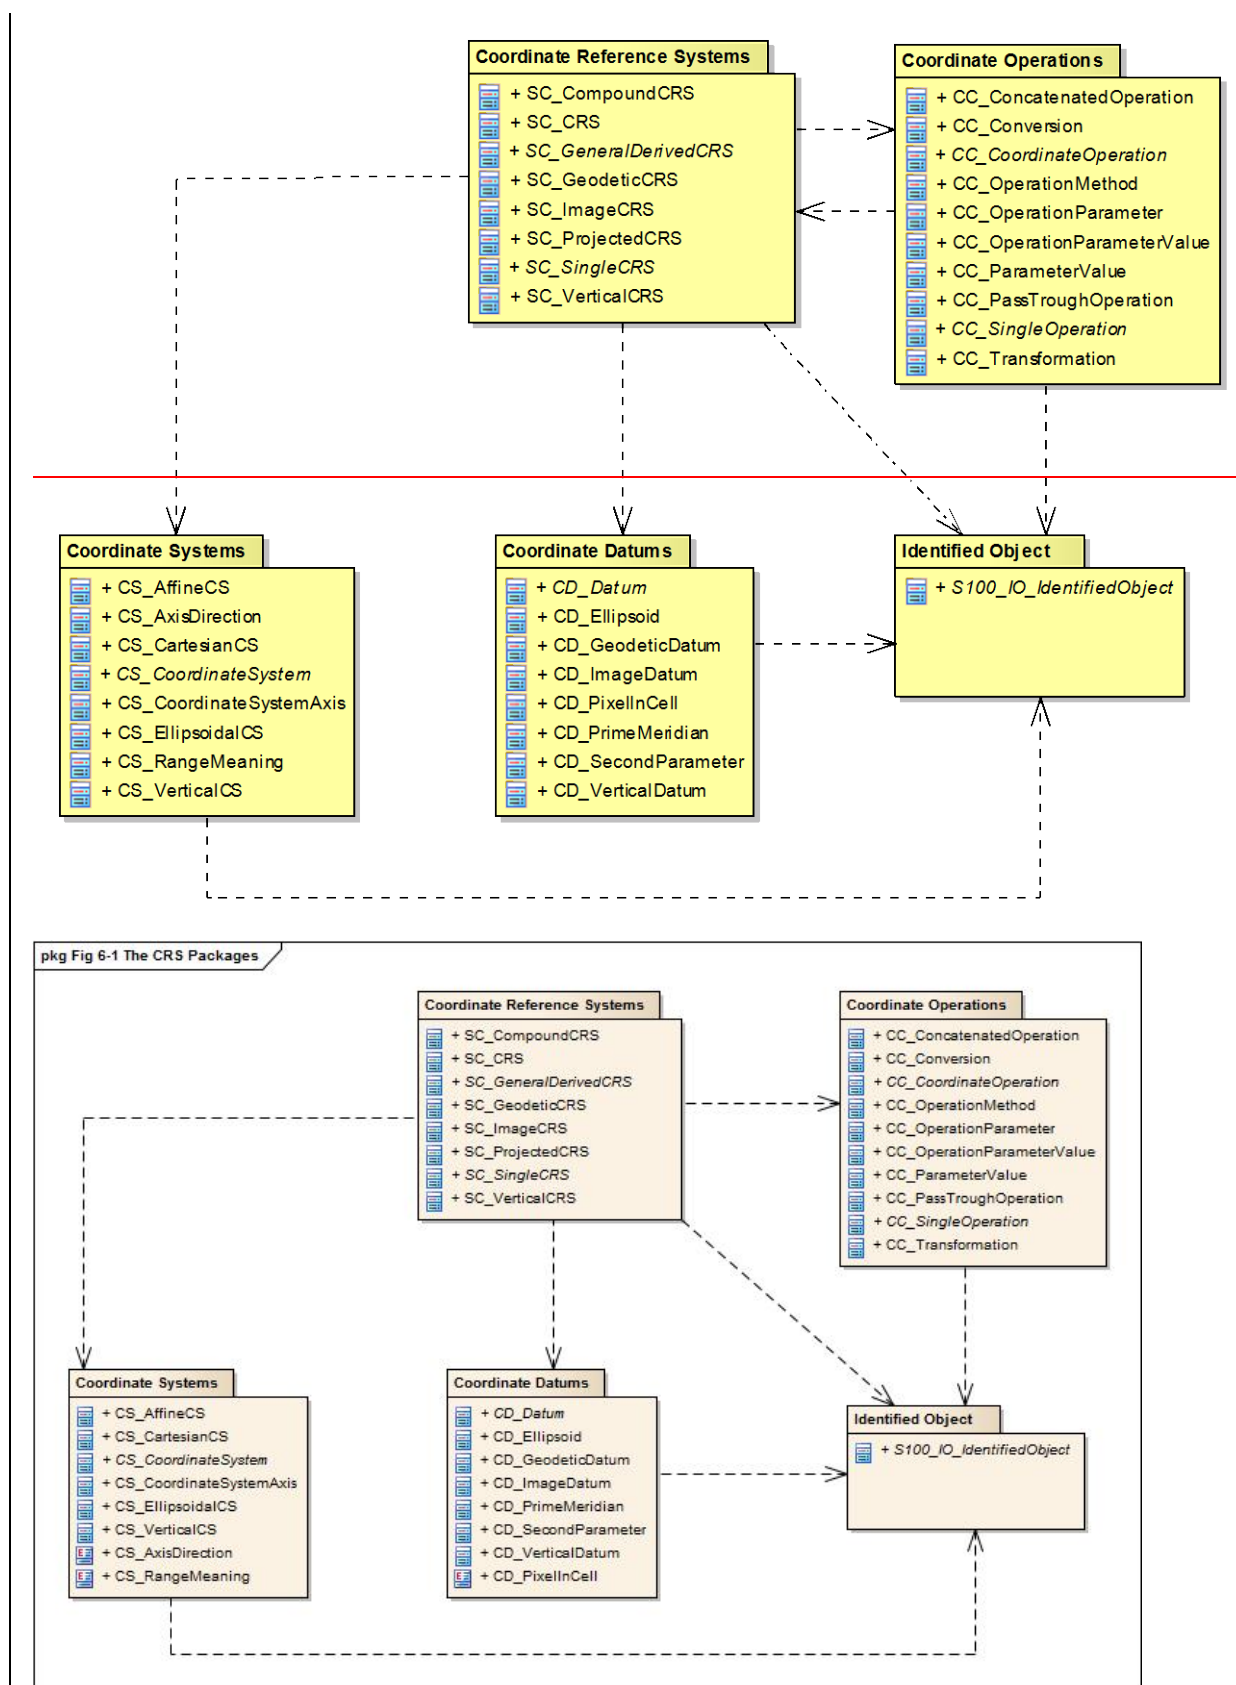 Coordinate Reference Systems
+ SC_CompoundCRS
+ SC_CRS
+ SC_GeneralDerivedCRS
+ SC_GeodeticCRS
+ SC_ImageCRS
+ SC_ProjectedCRS
+ SC_SingleCRS
+ SC_VerticalCRS
Coordinate Operations
+ CC_ConcatenatedOperation
+ CC_Conversion
+ CC_CoordinateOperation
+ CC_OperationMethod
+ CC_OperationParameter
+ CC_OperationParameterValue
+ CC_ParameterValue
+ CC_PassTroughOperation
+ CC_SingleOperation
+ CC_Transformation
Coordinate Systems
+ CS_AffineCS
+ CS_AxisDirection
+ CS_CartesianCS
+ CS_CoordinateSystem
+ CS_CoordinateSystemAxis
+ CS_EllipsoidalCS
+ CS_RangeMeaning
+ CS_VerticalCS
Coordinate Datums
+ CD_Datum
+ CD_Ellipsoid
+ CD_GeodeticDatum
+ CD_ImageDatum
+ CD_PixelInCell
+ CD_PrimeMeridian
+ CD_SecondParameter
+ CD_VerticalDatum
Identified Object
+ S100_IO_IdentifiedObject
pkg Fig 6-1 The CRS Packages
Coordinate Reference Systems
+ SC_CompoundCRS
+ SC_CRS
+ SC_GeneralDerivedCRS
+ SC_GeodeticCRS
+ SC_ImageCRS
+ SC_ProjectedCRS
+ SC_SingleCRS
+ SC_VerticalCRS
Coordinate Operations
+ CC_ConcatenatedOperation
+ CC_Conversion
+ CC_CoordinateOperation
+ CC_OperationMethod
+ CC_OperationParameter
+ CC_OperationParameterValue
+ CC_ParameterValue
+ CC_PassTroughOperation
+ CC_SingleOperation
+ CC_Transformation
Coordinate Systems
+ CS_AffineCS
+ CS_CartesianCS
+ CS_CoordinateSystem
+ CS_CoordinateSystemAxis
+ CS_EllipsoidalCS
+ CS_VerticalCS
+ CS_AxisDirection
+ CS_RangeMeaning
Coordinate Datums
+ CD_Datum
+ CD_Ellipsoid
+ CD_GeodeticDatum
+ CD_ImageDatum
+ CD_PrimeMeridian
+ CD_SecondParameter
+ CD_VerticalDatum
+ CD_PixelInCell
Identified Object
+ S100_IO_IdentifiedObject